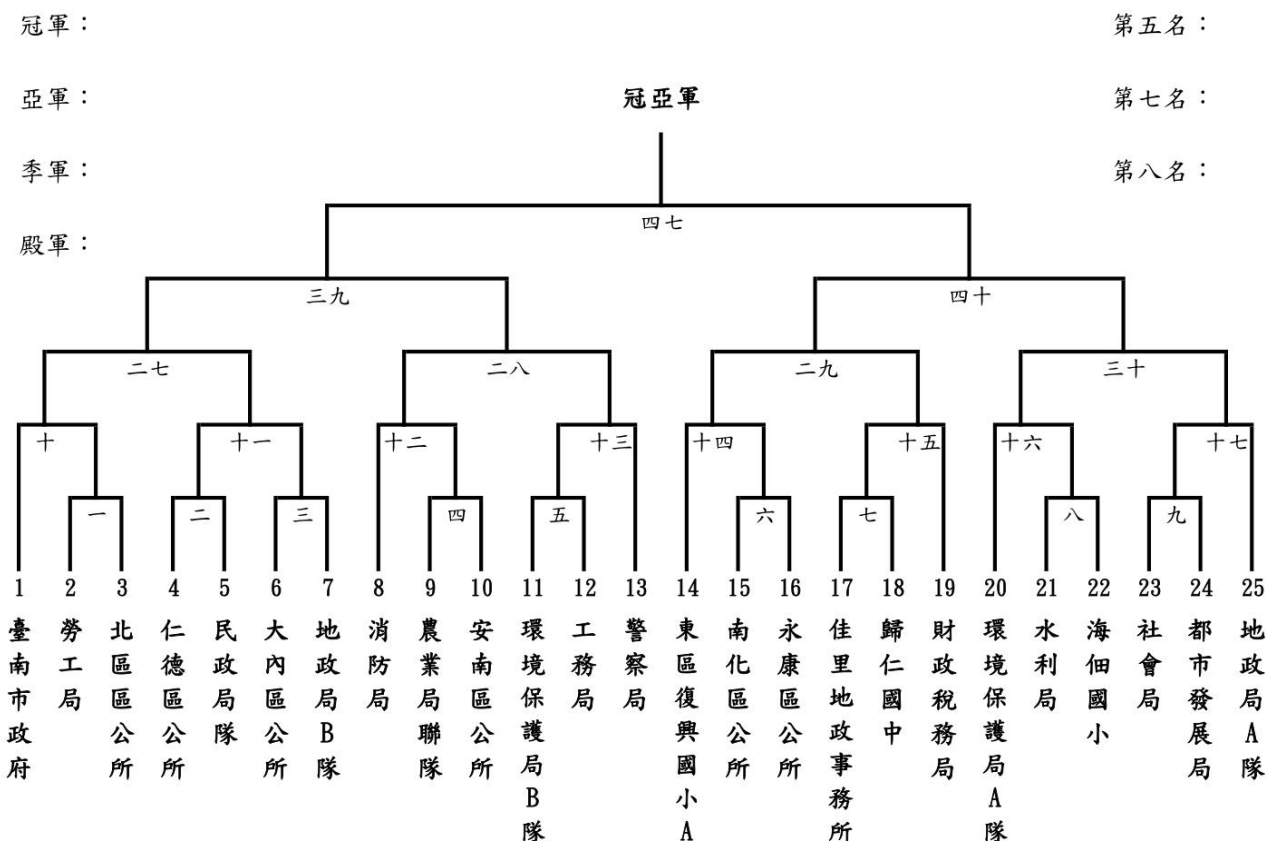 冠軍：
第五名：
亞軍：
冠亞軍
第七名：
季軍：
第八名：
四七
殿軍：
三九
四十
二七
二八
二九
三十
十
十一
十二
十三
十四
十五
十六
十七
一
二
三
四
五
六
七
八
九
1 2 3 4 5 6 7 8 9 10 11 12 13 14 15 16 17 18 19 20 21 22 23 24 25
臺南市政府
勞工局
北區區公所
仁德區公所
民政局隊
大內區公所
地政局B隊
消防局
農業局聯隊
安南區公所
環境保護局B隊
工務局
警察局
東區復興國小A
南化區公所
永康區公所
佳里地政事務所
歸仁國中
財政稅務局
環境保護局A隊
水利局
海佃國小
社會局
都市發展局
地政局A隊